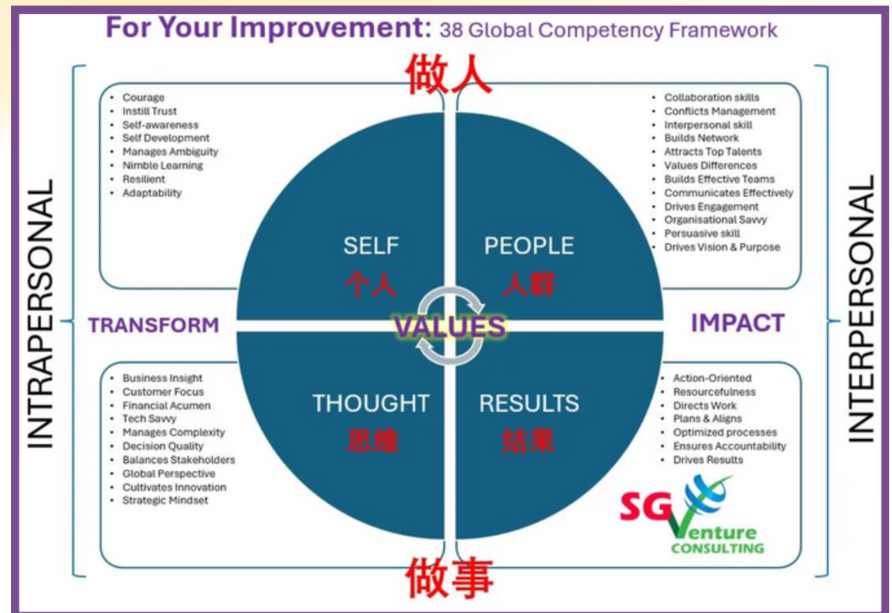 For Your Improvement: 38 Global Competency Framework
做人
INTRAPERSONAL
• Courage
• Instill Trust
• Self-awareness
• Self Development
• Manages Ambiguity
• Nimble Learning
• Resilient
• Adaptability
• Collaboration skills
• Conflicts Management
• Interpersonal skill
• Builds Network
• Attracts Top Talents
• Values Differences
• Builds Effective Teams
• Communicates Effectively
• Drives Engagement
• Organisational Savvy
• Persuasive skill
• Drives Vision & Purpose
INTERPERSONAL
SELF
个人
PEOPLE
人群
TRANSFORM
VALUES
IMPACT
• Business Insight
• Customer Focus
• Financial Acumen
• Tech Savvy
• Manages Complexity
• Decision Quality
• Balances Stakeholders
• Global Perspective
• Cultivates Innovation
• Strategic Mindset
THOUGHT
思维
RESULTS
结果
• Action-Oriented
• Resourcefulness
• Directs Work
• Plans & Aligns
• Optimized processes
• Ensures Accountability
• Drives Results
SG Venture
CONSULTING
做事